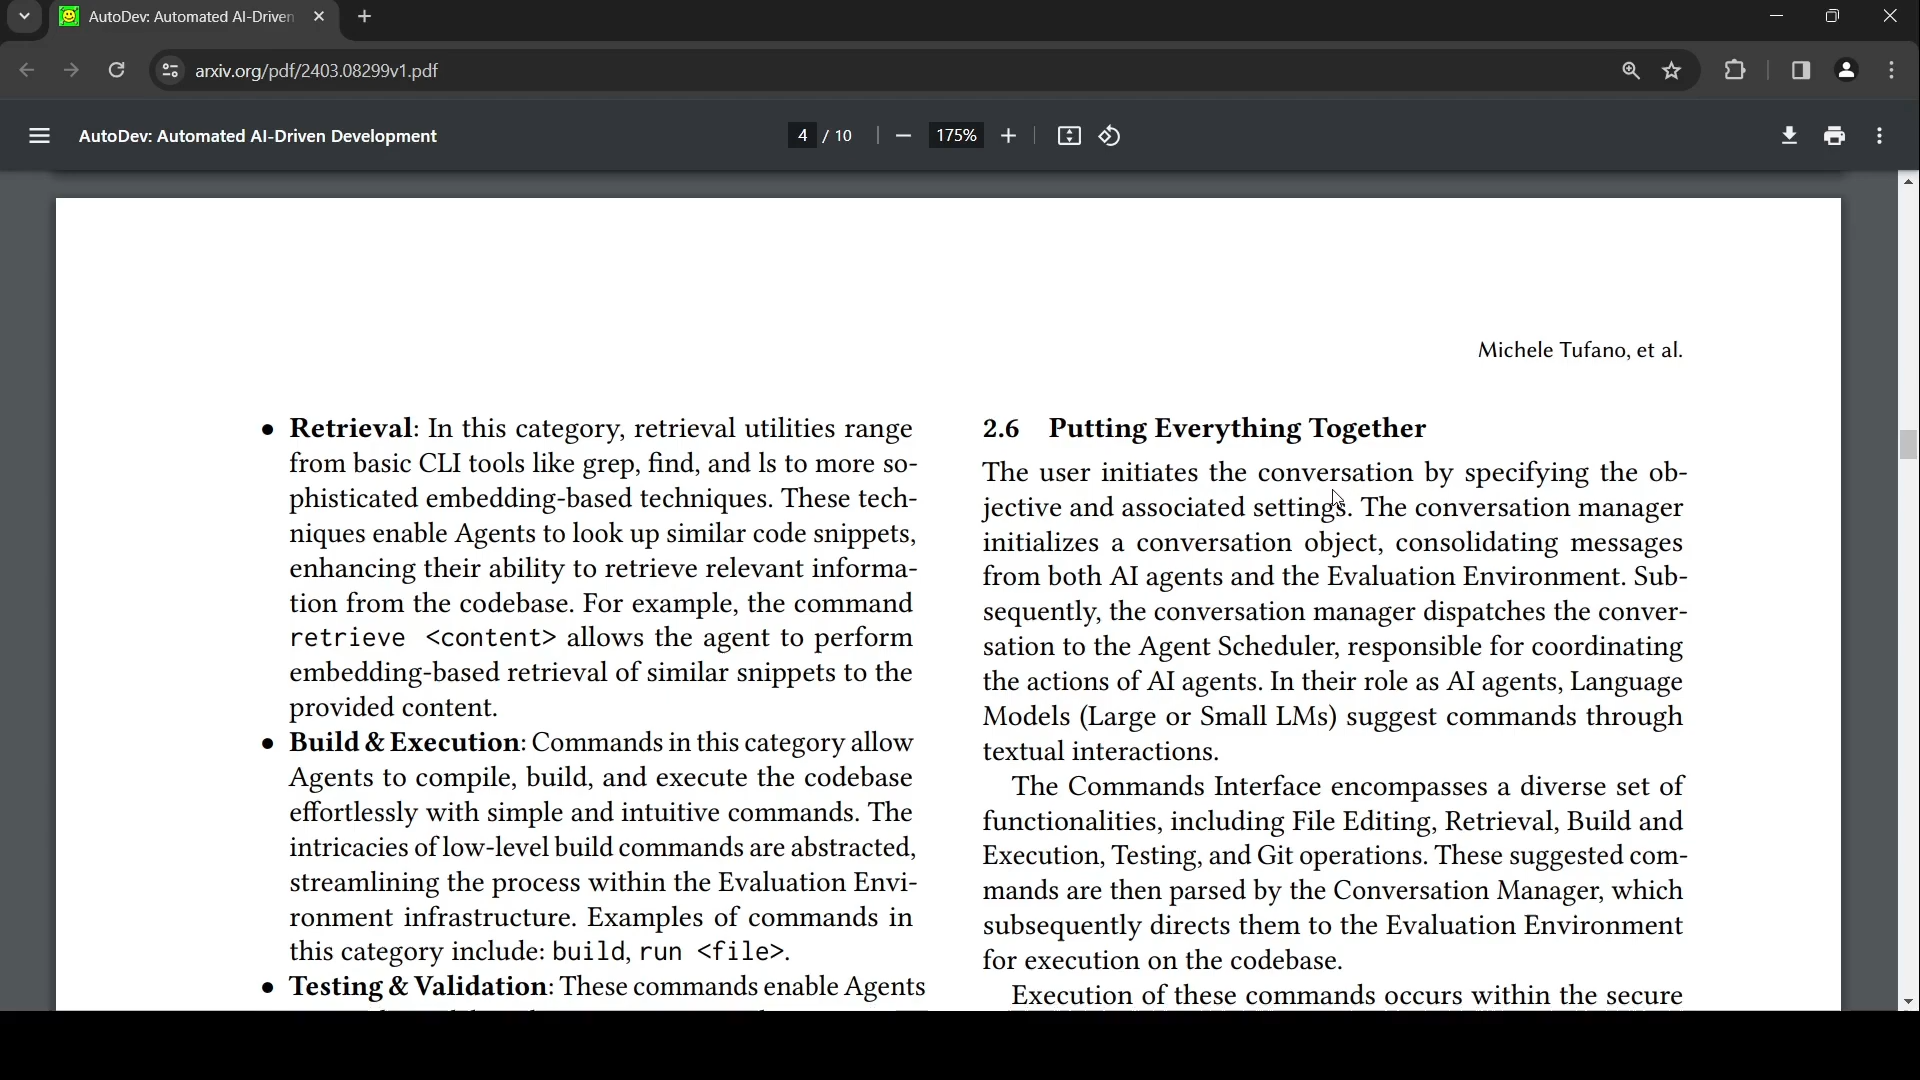 AutoDev: Automated AI-Driven
arxiv.org/pdf/2403.08299v1.pdf
AutoDev: Automated AI-Driven Development
4 / 10
175%
Michele Tufano, et al.
• Retrieval: In this category, retrieval utilities range
from basic CLI tools like grep, find, and ls to more so-
phisticated embedding-based techniques. These tech-
niques enable Agents to look up similar code snippets,
enhancing their ability to retrieve relevant informa-
tion from the codebase. For example, the command
retrieve <content> allows the agent to perform
embedding-based retrieval of similar snippets to the
provided content.
• Build & Execution: Commands in this category allow
Agents to compile, build, and execute the codebase
effortlessly with simple and intuitive commands. The
intricacies of low-level build commands are abstracted,
streamlining the process within the Evaluation Envi-
ronment infrastructure. Examples of commands in
this category include: build, run <file>.
• Testing & Validation: These commands enable Agents
2.6 Putting Everything Together
The user initiates the conversation by specifying the ob-
jective and associated settings. The conversation manager
initializes a conversation object, consolidating messages
from both AI agents and the Evaluation Environment. Sub-
sequently, the conversation manager dispatches the conver-
sation to the Agent Scheduler, responsible for coordinating
the actions of AI agents. In their role as AI agents, Language
Models (Large or Small LMs) suggest commands through
textual interactions.
The Commands Interface encompasses a diverse set of
functionalities, including File Editing, Retrieval, Build and
Execution, Testing, and Git operations. These suggested com-
mands are then parsed by the Conversation Manager, which
subsequently directs them to the Evaluation Environment
for execution on the codebase.
Execution of these commands occurs within the secure